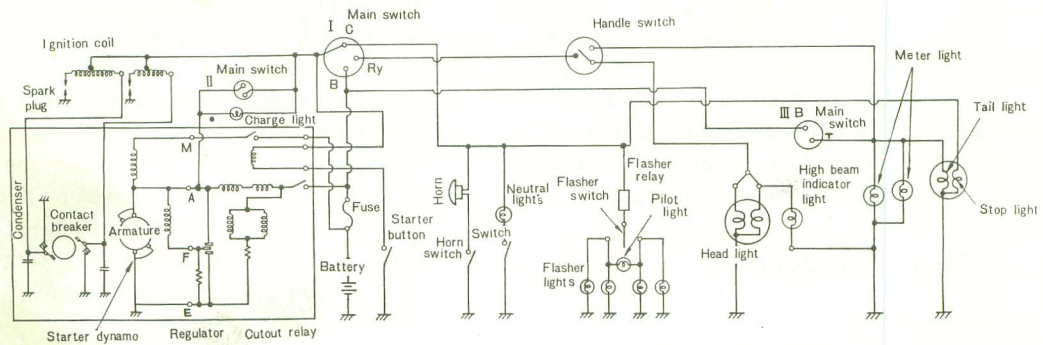 Main switch
I C
Ignition coil
Handle switch
Meter light
Ry
B
II Main switch
Spark plug
Tail light
III B Main switch
T
Charge light
M
High beam indicator light
Flasher relay
Horn
Condenser
Contact breaker
Neutral lights
Flasher switch
Pilot light
Stop light
A
Fuse
Starter button
Armature
Switch
Horn switch
Head light
F
Battery
Flasher lights
E
Starter dynamo
Regulator
Cutout relay